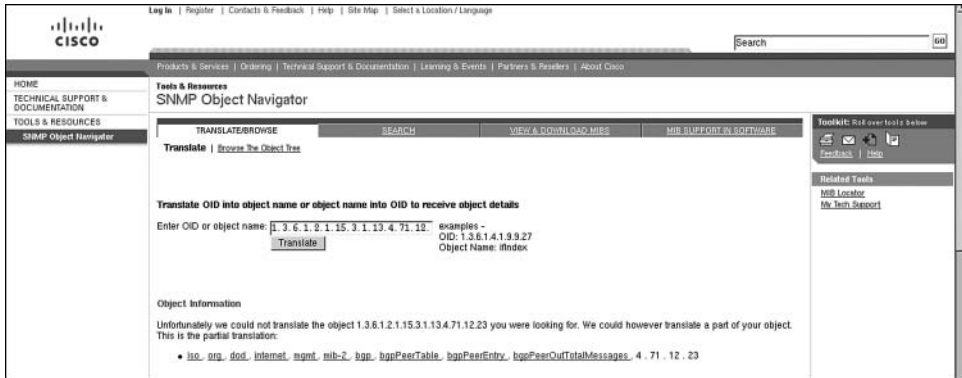 Log In | Register | Contacts & Feedback | Help | Site Map | Select a Location / Language
CISCO
Search
GO
Products & Services | Ordering | Technical Support & Documentation | Learning & Events | Partners & Resellers | About Cisco
HOME
TECHNICAL SUPPORT &
DOCUMENTATION
TOOLS & RESOURCES
SNMP Object Navigator
Tools & Resources
SNMP Object Navigator
TRANSLATE/BROWSE
SEARCH
VIEW & DOWNLOAD MIBS
MIB SUPPORT IN SOFTWARE
Translate | Browse The Object Tree
Translate OID into object name or object name into OID to receive object details
Enter OID or object name: 1.3.6.1.2.1.15.3.1.13.4.71.12.
examples -
OID: 1.3.6.1.4.1.9.9.27
Object Name: ifIndex
Translate
Object Information
Unfortunately we could not translate the object 1.3.6.1.2.1.15.3.1.13.4.71.12.23 you were looking for. We could however translate a part of your object.
This is the partial translation:
• iso . org . dod . internet . mgmt . mib-2 . bgp . bgpPeerTable . bgpPeerEntry . bgpPeerOutTotalMessages . 4 . 71 . 12 . 23
Toolkit: Roll over tools below
Feedback | Help
Related Tools
MIB Locator
My Tech Support